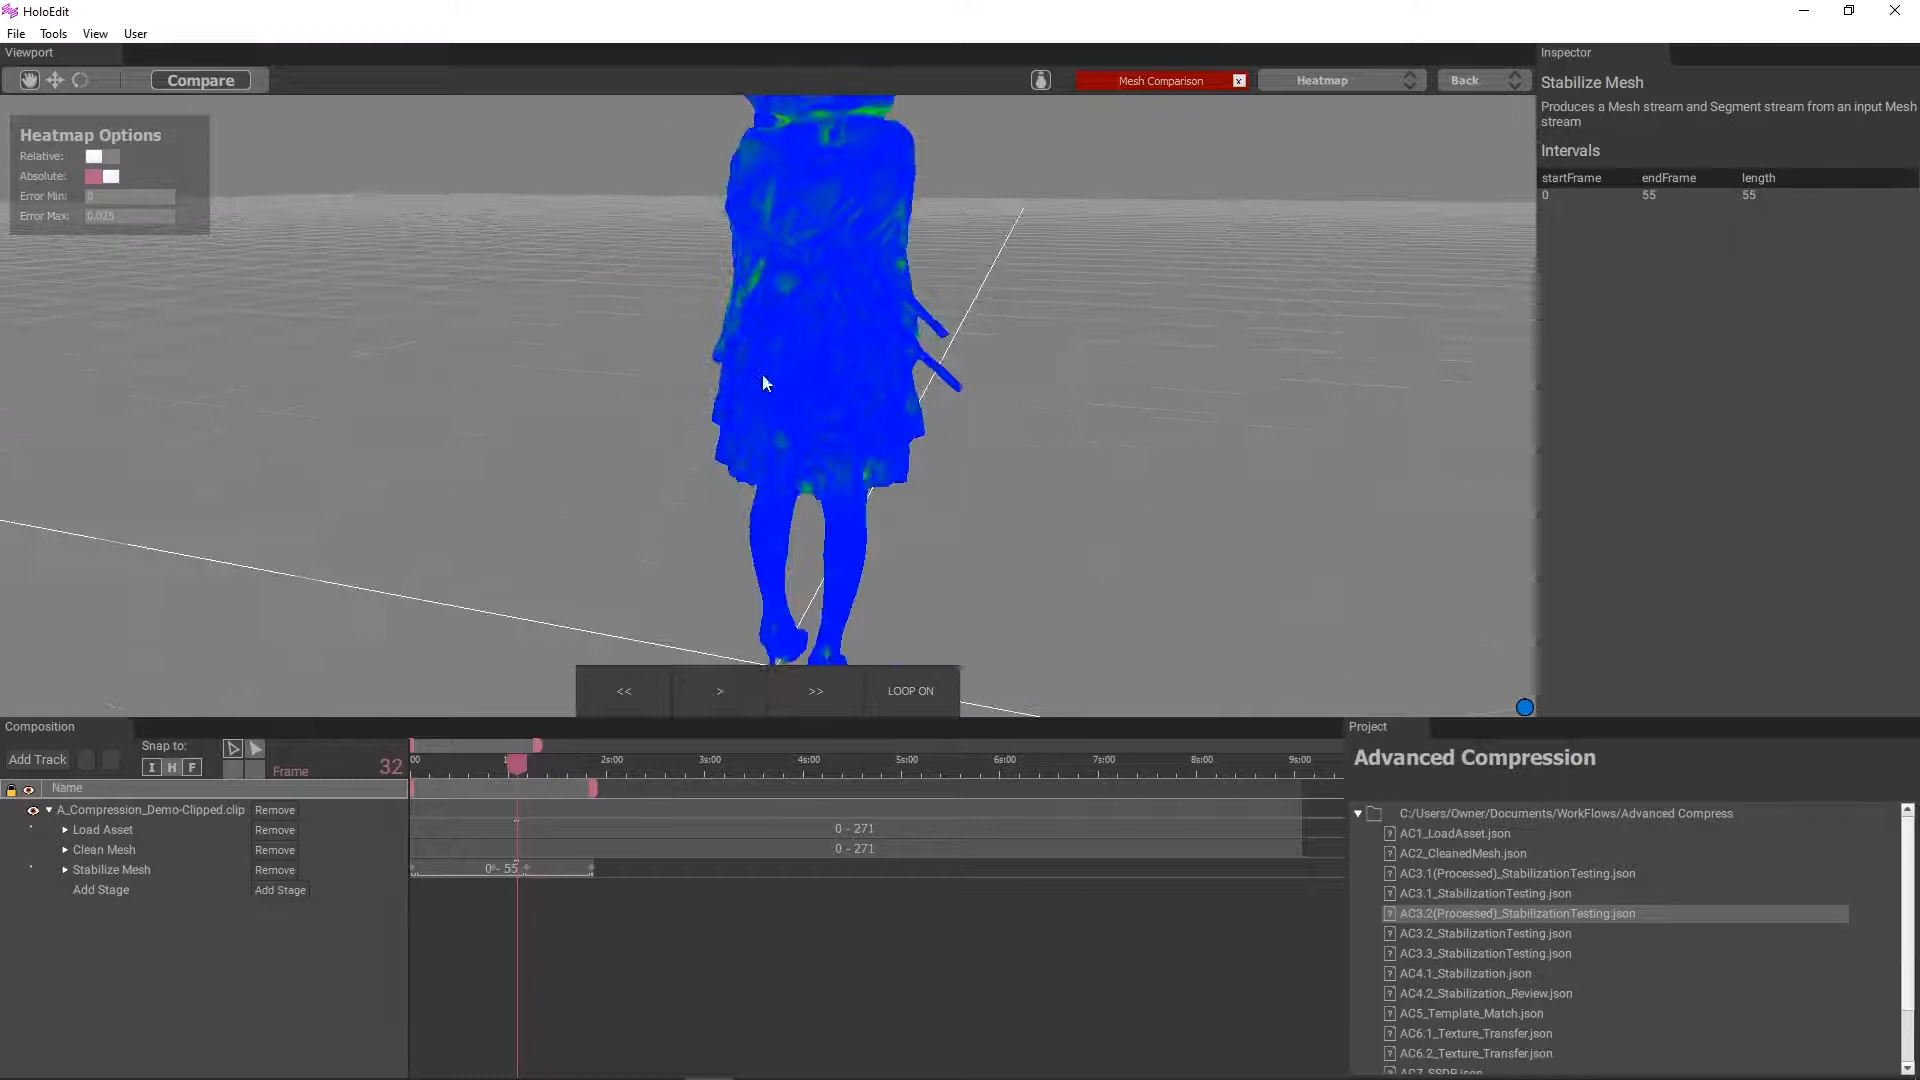 HoloEdit
File Tools View User
Viewport
Compare
Mesh Comparison x
Heatmap
Back
Heatmap Options
Relative:
Absolute:
Error Min: 0
Error Max: 0.025
<< > >> LOOP ON
Inspector
Stabilize Mesh
Produces a Mesh stream and Segment stream from an input Mesh
stream
Intervals
startFrame endFrame length
0 55 55
Composition
Add Track
Snap to:
I H F
Frame 32
2s:00 3s:00 4s:00 5s:00 6s:00 7s:00 8s:00 9s:00
Name
A_Compression_Demo-Clipped.clip Remove
Load Asset Remove 0 - 271
Clean Mesh Remove 0 - 271
Stabilize Mesh Remove 0 - 55
Add Stage Add Stage
Project
Advanced Compression
C:/Users/Owner/Documents/WorkFlows/Advanced Compress
AC1_LoadAsset.json
AC2_CleanedMesh.json
AC3.1(Processed)_StabilizationTesting.json
AC3.1_StabilizationTesting.json
AC3.2(Processed)_StabilizationTesting.json
AC3.2_StabilizationTesting.json
AC3.3_StabilizationTesting.json
AC4.1_Stabilization.json
AC4.2_Stabilization_Review.json
AC5_Template_Match.json
AC6.1_Texture_Transfer.json
AC6.2_Texture_Transfer.json